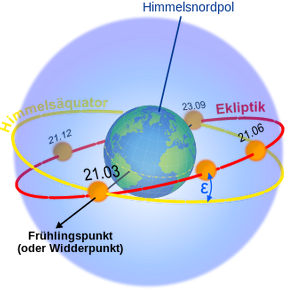 Himmelsnordpol
Himmelsäquator
23.09
Ekliptik
21.12
21.06
21.03
ε
Frühlingspunkt
(oder Widderpunkt)